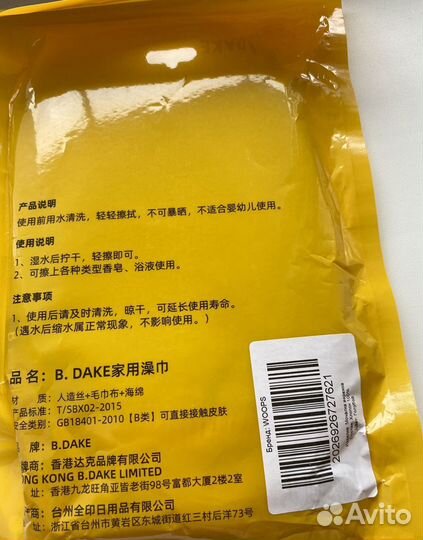 产品说明
使用前用水清洗，轻轻擦拭，不可暴晒，不适合婴幼儿使用。
使用说明
1、湿水后拧干，轻擦即可。
2、可擦上各种类型香皂、浴液使用。
注意事项
1、使用后请及时清洗，晾干，可延长使用寿命。
（遇水后缩水属正常现象，不影响使用。）
品 名：B. DAKE家用澡巾
材 质：人造丝+毛巾布+海绵
产品标准：T/SBX02-2015
安全类别：GB18401-2010【B类】可直接接触皮肤
牌：B.DAKE
牌商：香港达克品牌有限公司
ONG KONG B.DAKE LIMITED
址：香港九龙旺角亚皆老街98号富都大厦2楼2室
商：台州全印日用品有限公司
址：浙江省台州市黄岩区东城街道红三村后洋73号
Бренд: WOOPS
2026926727621
Avito